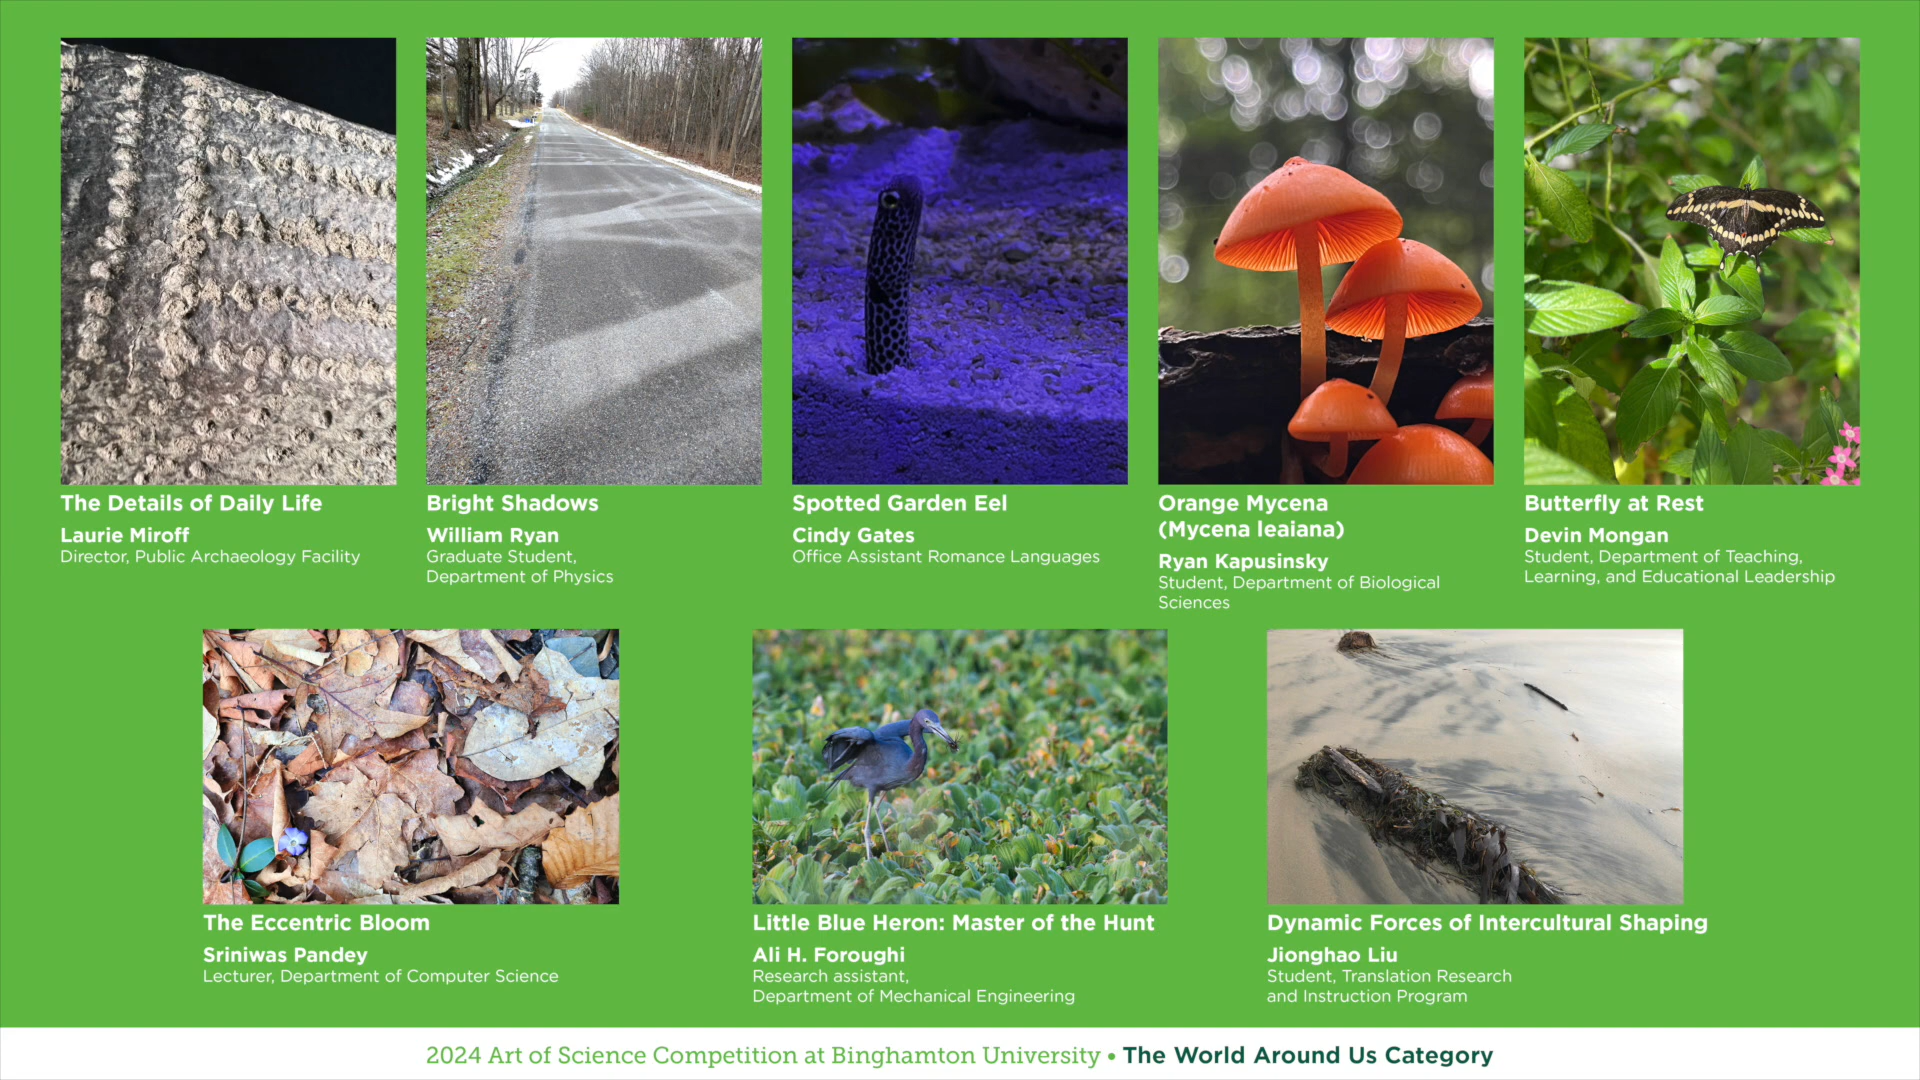 The Details of Daily Life
Laurie Miroff
Director, Public Archaeology Facility
Bright Shadows
William Ryan
Graduate Student,
Department of Physics
Spotted Garden Eel
Cindy Gates
Office Assistant Romance Languages
Orange Mycena
(Mycena leaiana)
Ryan Kapusinsky
Student, Department of Biological
Sciences
Butterfly at Rest
Devin Mongan
Student, Department of Teaching,
Learning, and Educational Leadership
The Eccentric Bloom
Sriniwas Pandey
Lecturer, Department of Computer Science
Little Blue Heron: Master of the Hunt
Ali H. Foroughi
Research assistant,
Department of Mechanical Engineering
Dynamic Forces of Intercultural Shaping
Jionghao Liu
Student, Translation Research
and Instruction Program
2024 Art of Science Competition at Binghamton University • The World Around Us Category